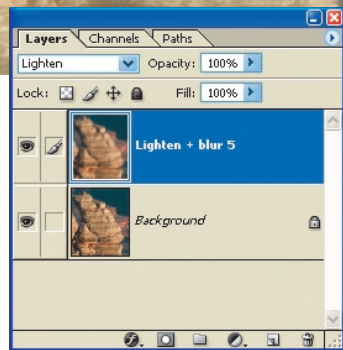 Layers Channels Paths
Lighten Opacity: 100%
Lock: Fill: 100%
Lighten + blur 5
Background